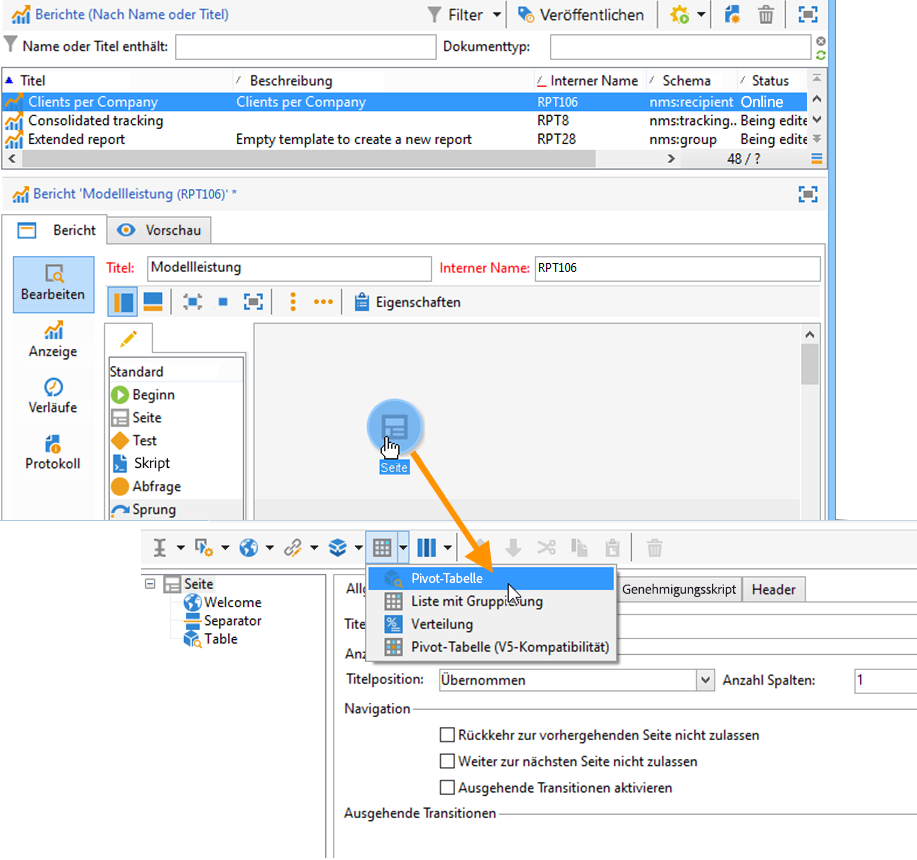 Berichte (Nach Name oder Titel) Filter Veröffentlichen
Name oder Titel enthält: Dokumenttyp:
Titel Beschreibung Interner Name Schema Status
Clients per Company Clients per Company RPT106 nms:recipient Online
Consolidated tracking RPT8 nms:tracking.. Being edite
Extended report Empty template to create a new report RPT28 nms:group Being edite
48 / ?
Bericht 'Modellleistung (RPT106)' *
Bericht Vorschau
Bearbeiten
Titel: Modellleistung Interner Name: RPT106
Eigenschaften
Anzeige
Verläufe
Protokoll
Standard
Beginn
Seite
Test
Skript
Abfrage
Sprung
Seite
Seite
Welcome
Separator
Table
Pivot-Tabelle
Liste mit Gruppierung
Verteilung
Pivot-Tabelle (V5-Kompatibilität)
Genehmigungsskript Header
Titelposition: Übernommen Anzahl Spalten: 1
Navigation
Rückkehr zur vorhergehenden Seite nicht zulassen
Weiter zur nächsten Seite nicht zulassen
Ausgehende Transitionen aktivieren
Ausgehende Transitionen